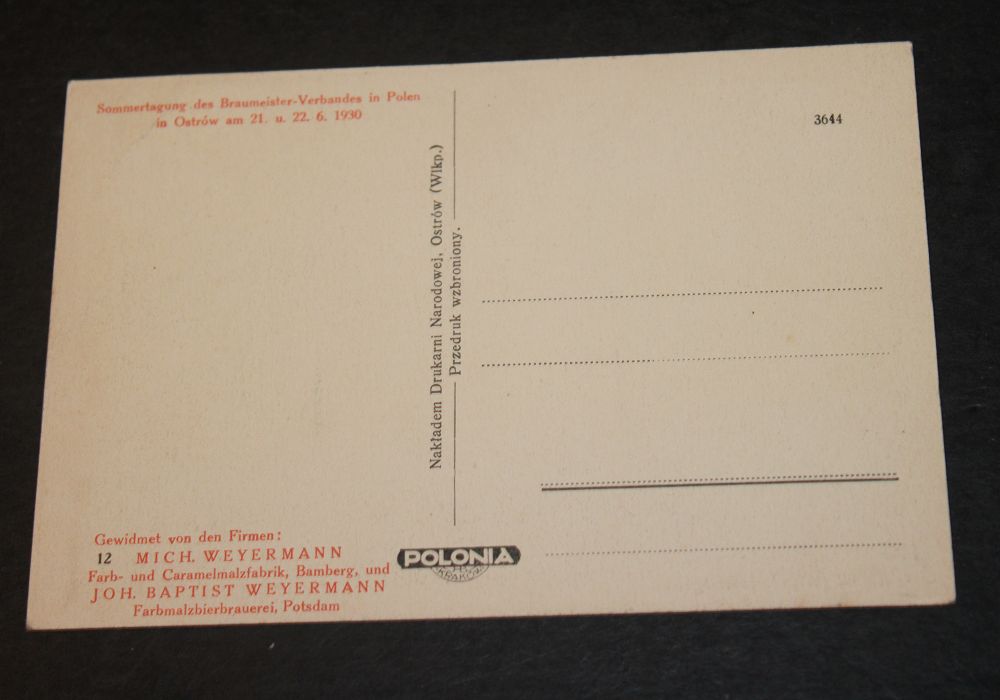 Sommertagung des Braumeister-Verbandes in Polen
in Ostrów am 21. u. 22. 6. 1930
3644
Nakładem Drukarni Narodowej, Ostrów (Wlkp.)
Przedruk wzbroniony.
Gewidmet von den Firmen:
12 MICH. WEYERMANN
Farb- und Caramelmalzfabrik, Bamberg, und
JOH. BAPTIST WEYERMANN
Farbmalzbierbrauerei, Potsdam
POLONIA
KRAKÓW